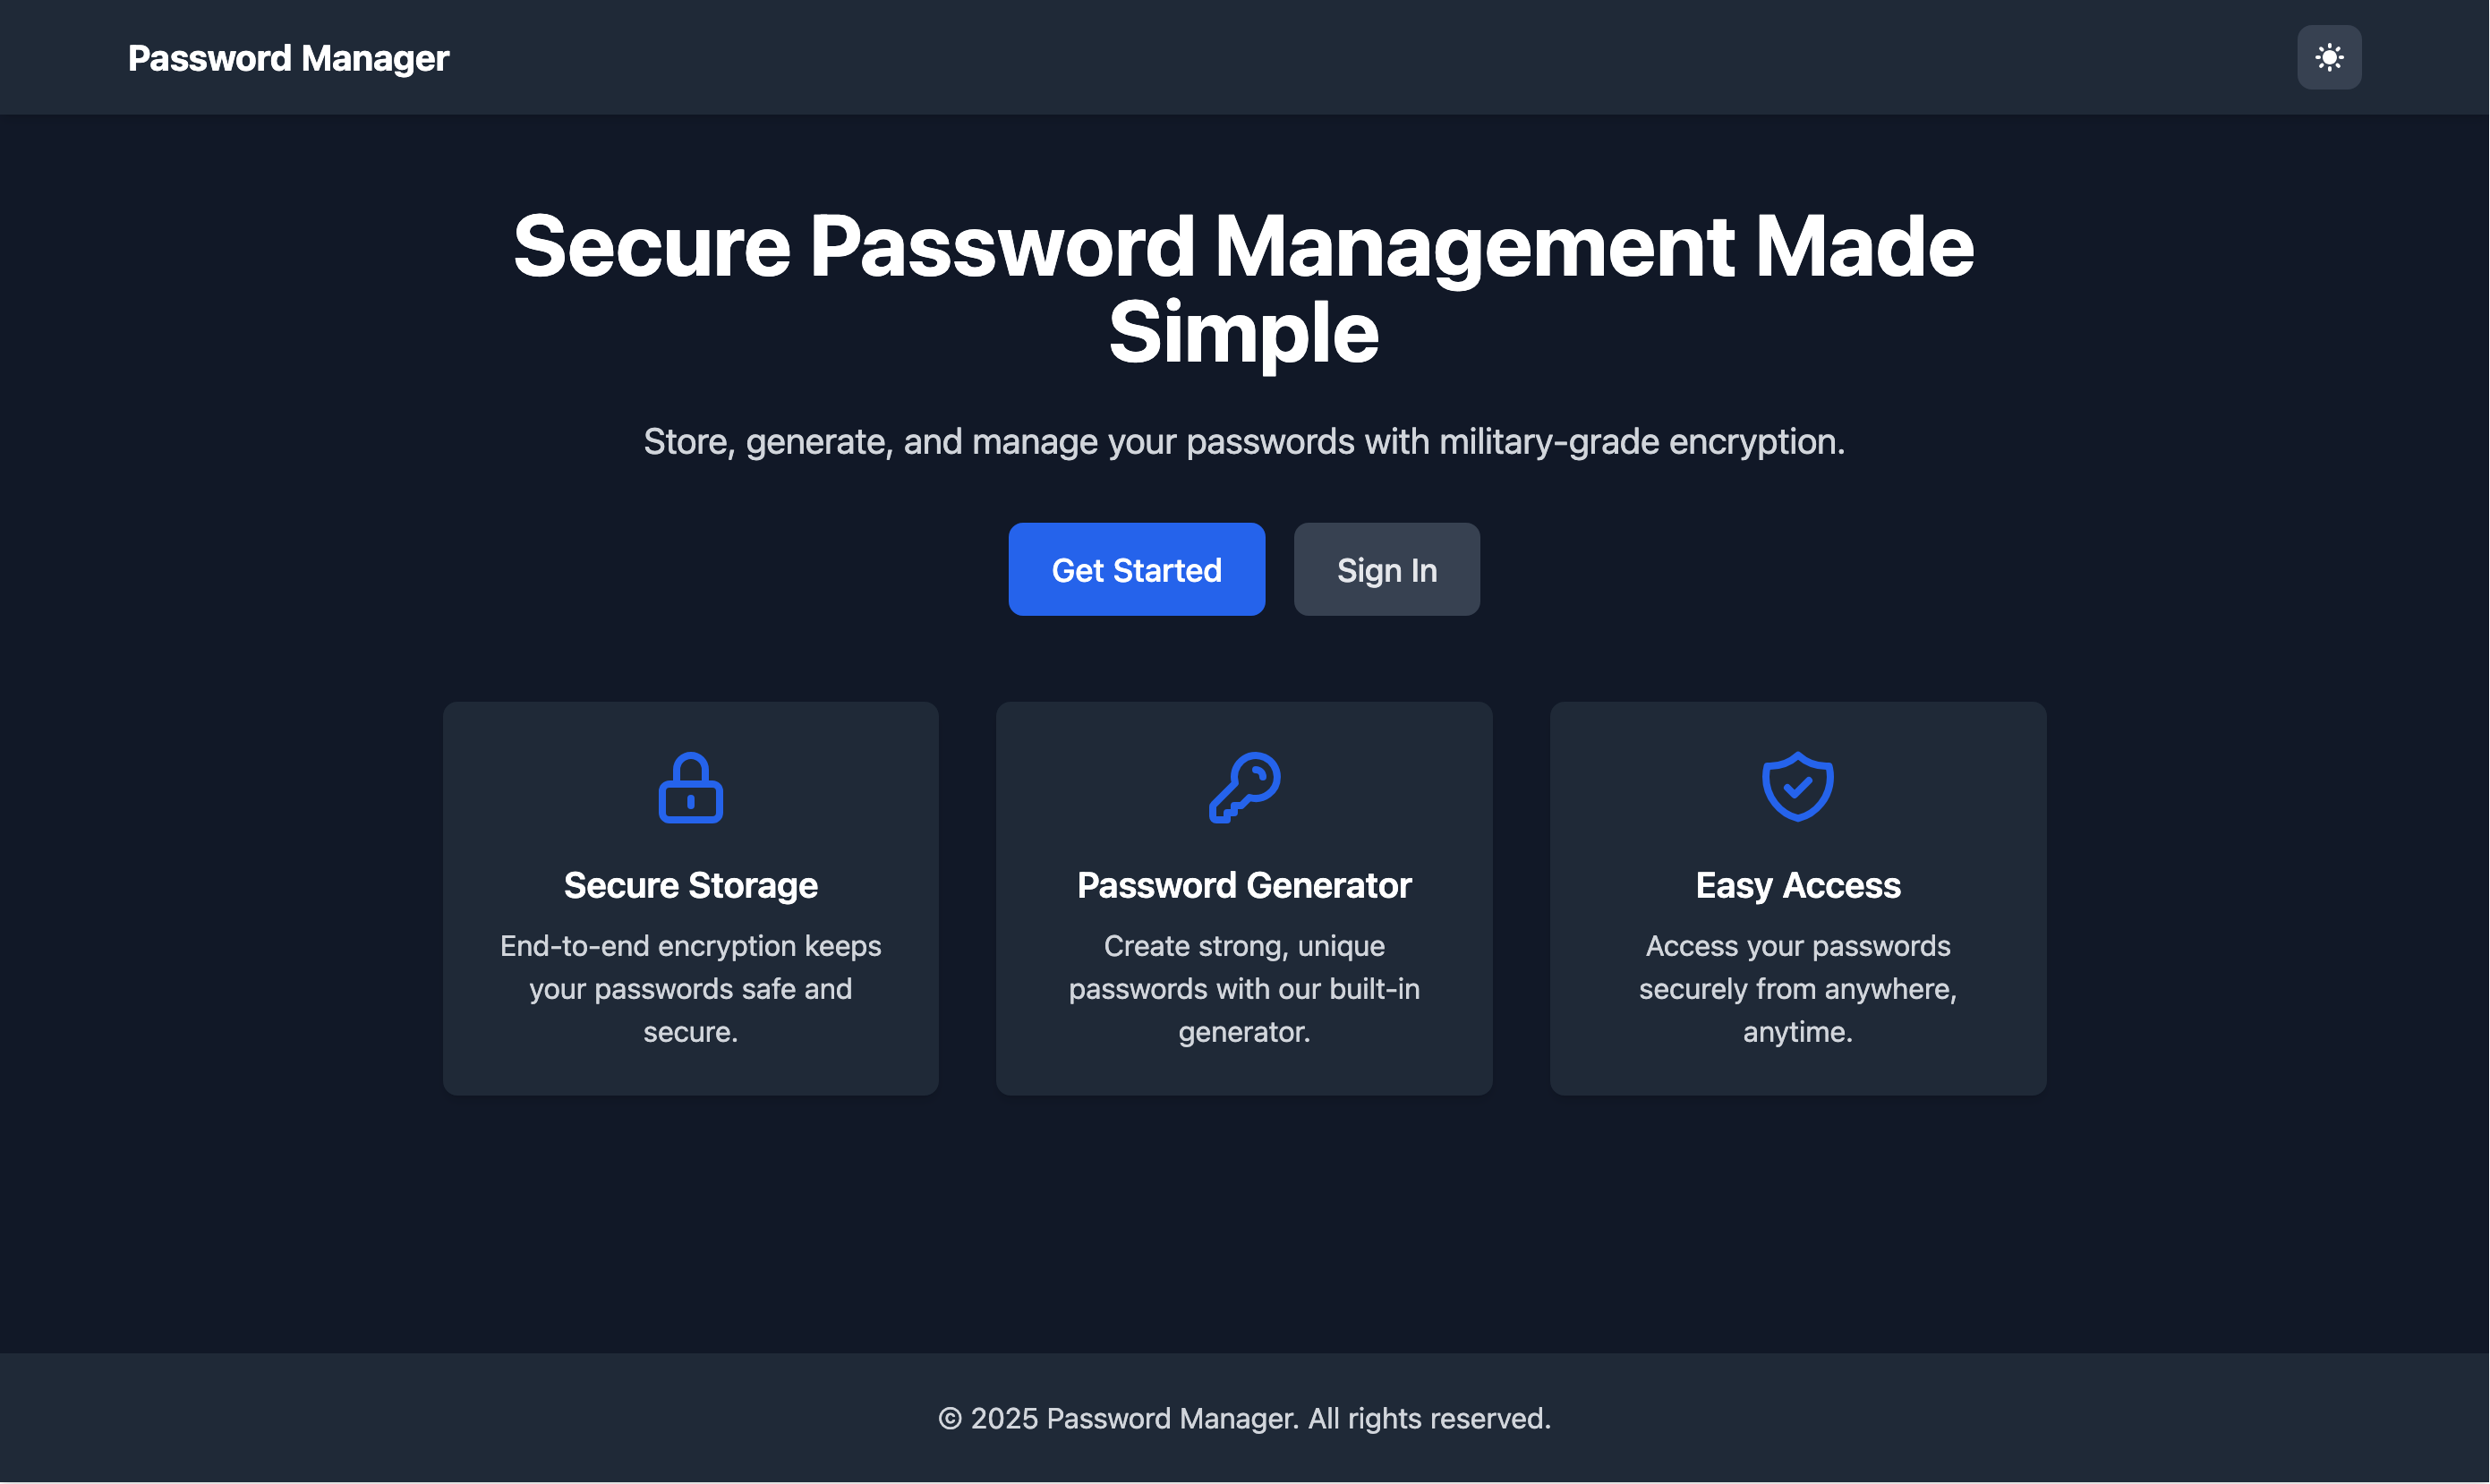 Password Manager
Secure Password Management Made
Simple
Store, generate, and manage your passwords with military-grade encryption.
Get Started
Sign In
Secure Storage
End-to-end encryption keeps
your passwords safe and
secure.
Password Generator
Create strong, unique
passwords with our built-in
generator.
Easy Access
Access your passwords
securely from anywhere,
anytime.
© 2025 Password Manager. All rights reserved.